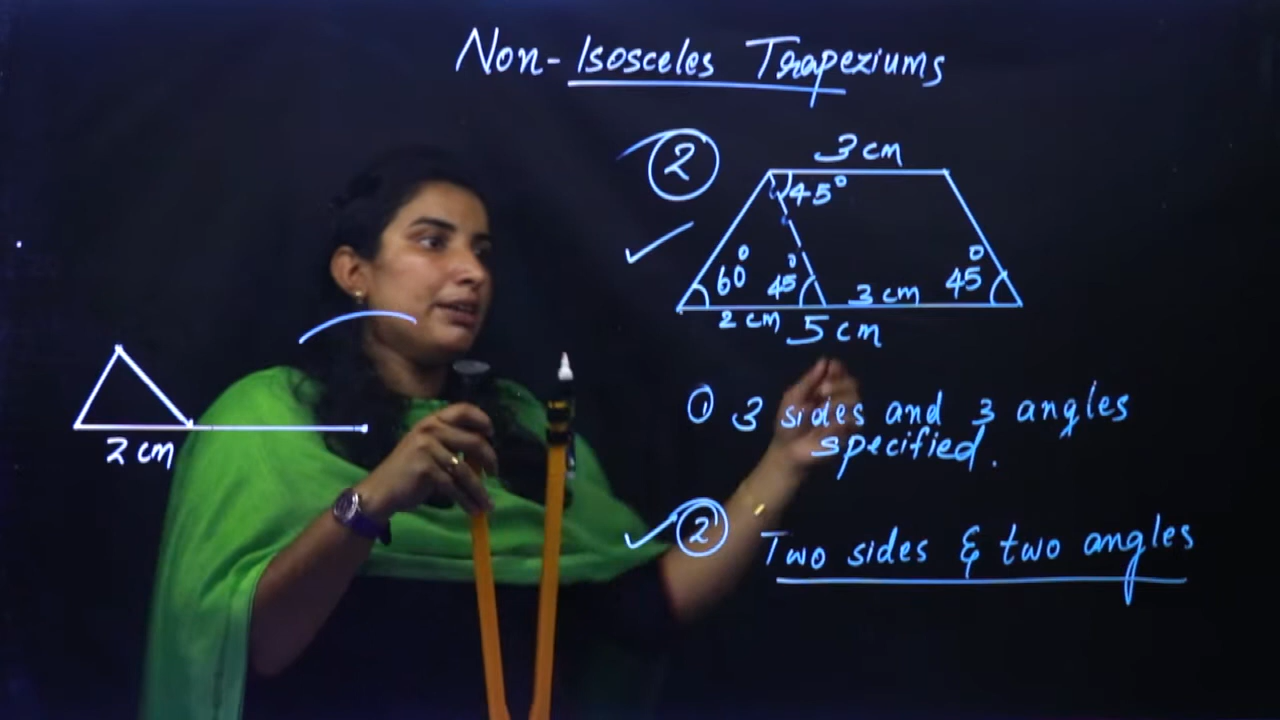 Non-Isosceles Trapeziums
2
3 cm
45°
60°
45°
3 cm
45°
2 cm
5 cm
① 3 sides and 3 angles
specified.
② Two sides & two angles
2 cm